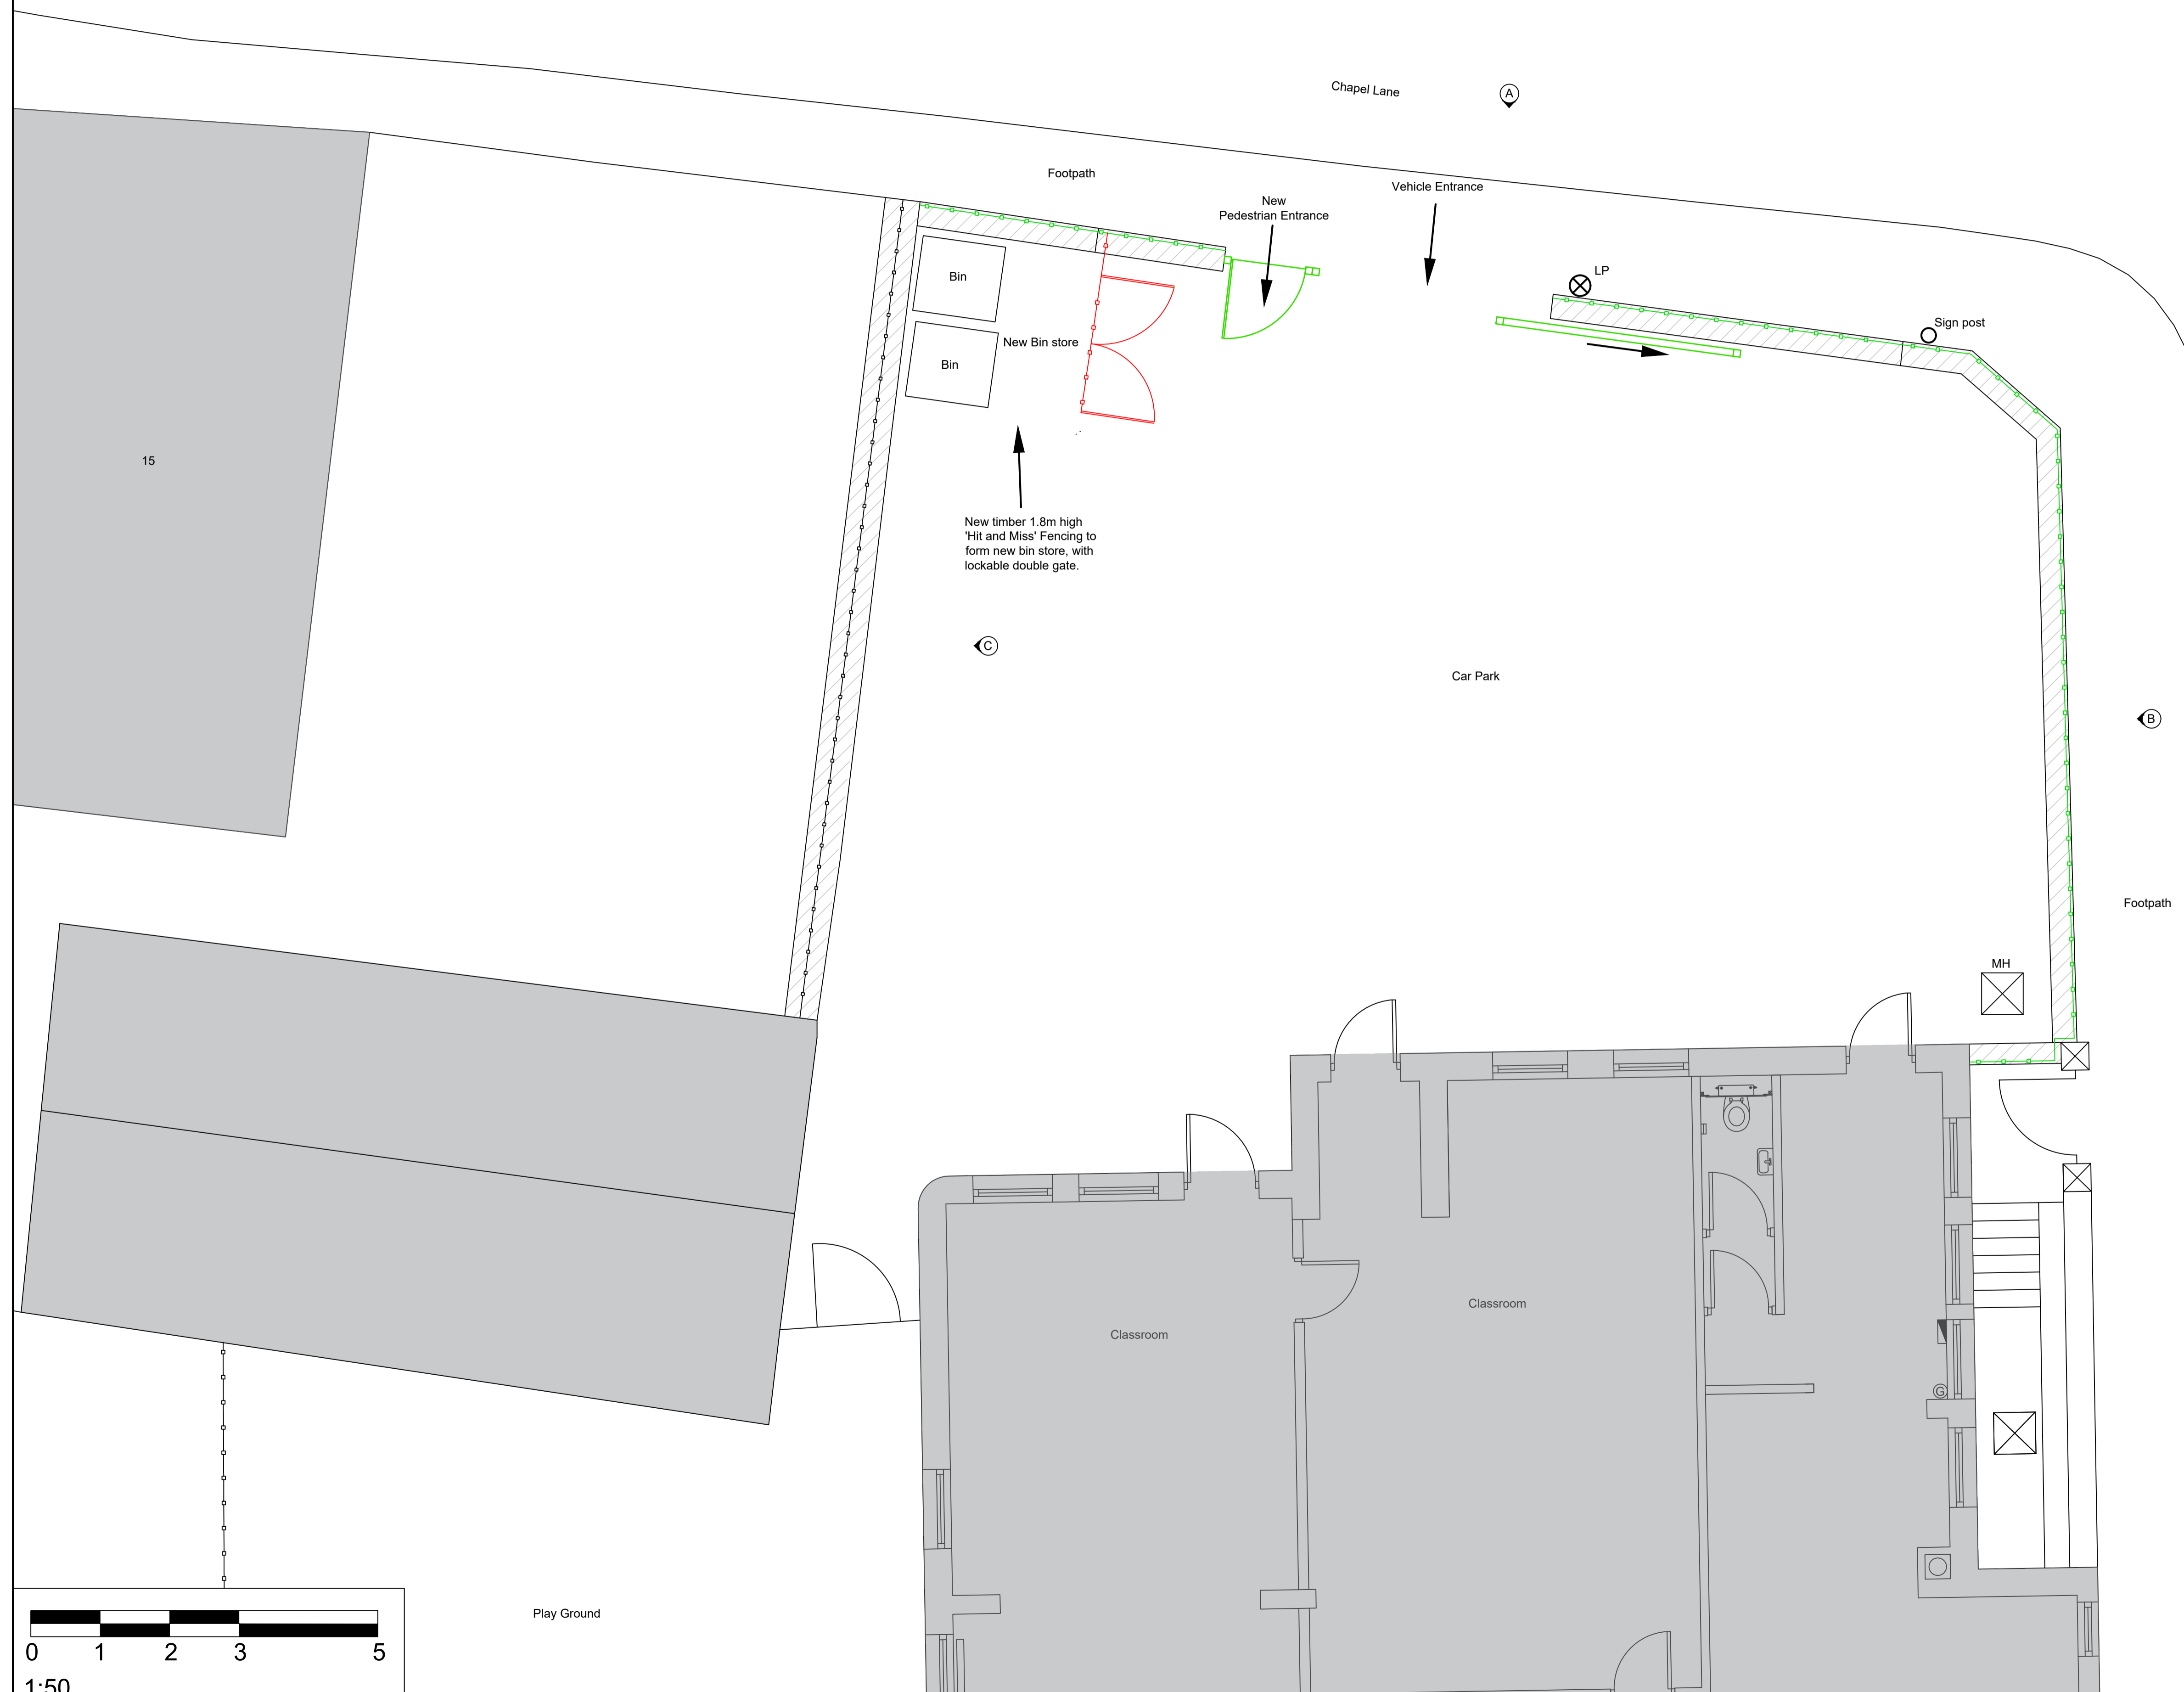 Chapel Lane
A
Footpath
Vehicle Entrance
New
Pedestrian Entrance
LP
Sign post
Bin
New Bin store
Bin
15
New timber 1.8m high
'Hit and Miss' Fencing to
form new bin store, with
lockable double gate.
C
Car Park
B
Footpath
MH
Classroom
Classroom
G
Play Ground
0 1 2 3 5
1:50